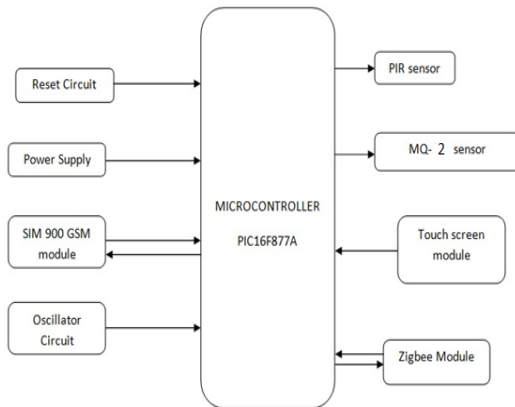 Reset Circuit
Power Supply
SIM 900 GSM
module
Oscillator
Circuit
MICROCONTROLLER
PIC16F877A
PIR sensor
MQ- 2 sensor
Touch screen
module
Zigbee Module